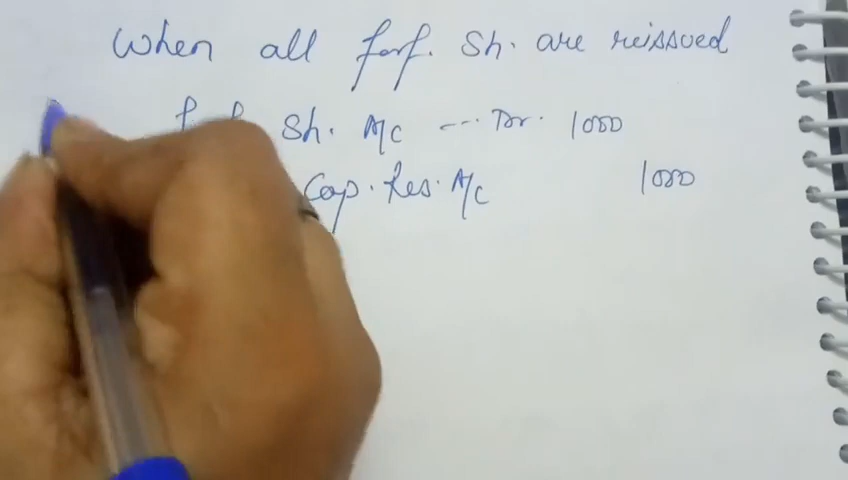 When all forf. Sh. are reissued
Sh. A/c --- Dr. 1000
Cap. Res. A/c 1000